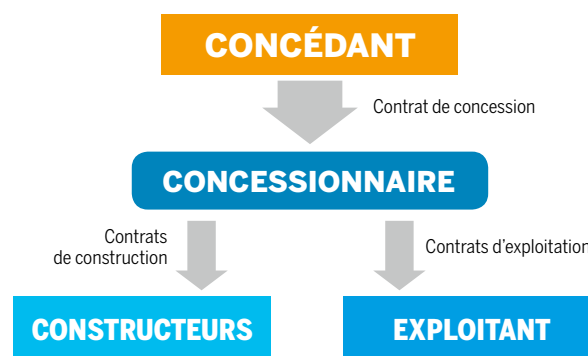 CONCÉDANT
Contrat de concession
CONCESSIONNAIRE
Contrats
de construction
Contrats d'exploitation
CONSTRUCTEURS
EXPLOITANT